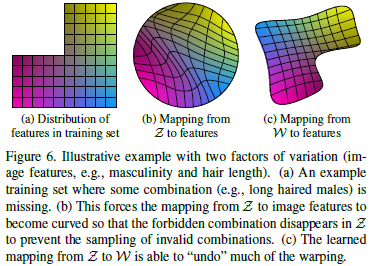 (a) Distribution of
features in training set
(b) Mapping from
Z to features
(c) Mapping from
W to features
Figure 6. Illustrative example with two factors of variation (im-
age features, e.g., masculinity and hair length). (a) An example
training set where some combination (e.g., long haired males) is
missing. (b) This forces the mapping from Z to image features to
become curved so that the forbidden combination disappears in Z
to prevent the sampling of invalid combinations. (c) The learned
mapping from Z to W is able to “undo” much of the warping.